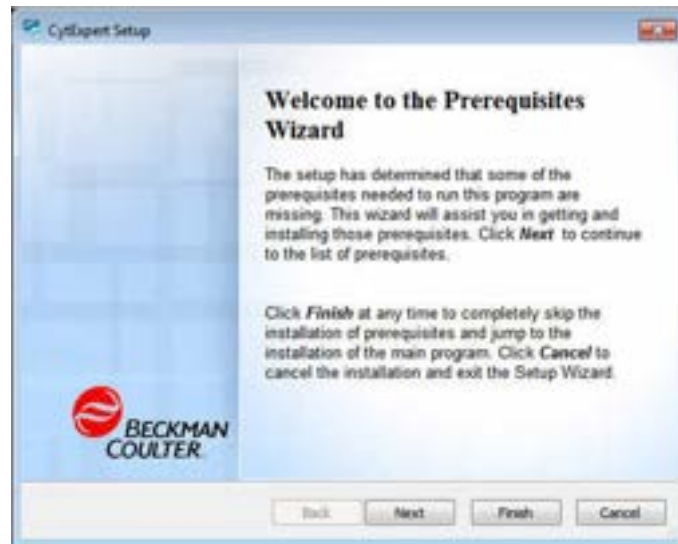 CytExpert Setup
Welcome to the Prerequisites
Wizard
The setup has determined that some of the
prerequisites needed to run this program are
missing. This wizard will assist you in getting and
installing those prerequisites. Click Next to continue
to the list of prerequisites.
Click Finish at any time to completely skip the
installation of prerequisites and jump to the
installation of the main program. Click Cancel to
cancel the installation and exit the Setup Wizard.
BECKMAN
COULTER
Back Next Finish Cancel